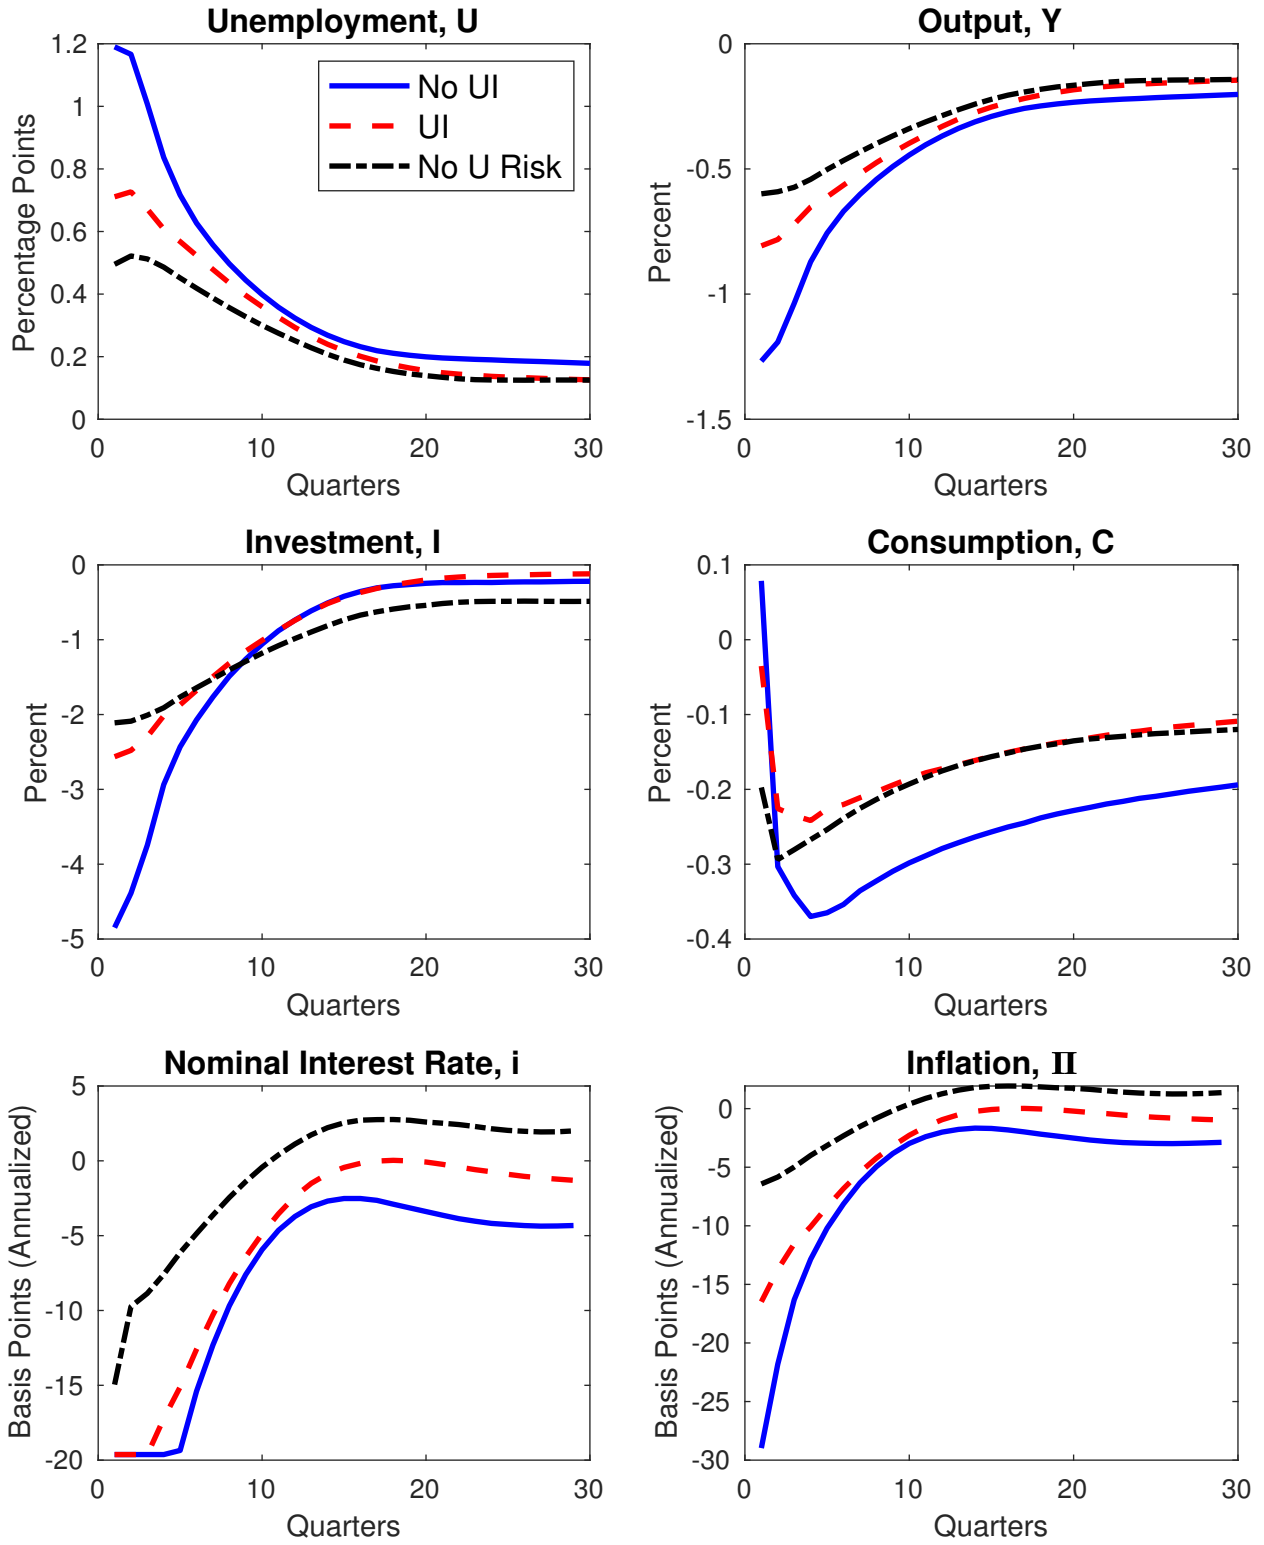 Unemployment, U
1.2
1
0.8
0.6
0.4
0.2
0
Percentage Points
No UI
UI
No U Risk
0 10 20 30
Quarters
Output, Y
0
-0.5
-1
-1.5
Percent
0 10 20 30
Quarters
Investment, I
0
-1
-2
-3
-4
-5
Percent
0 10 20 30
Quarters
Consumption, C
0.1
0
-0.1
-0.2
-0.3
-0.4
Percent
0 10 20 30
Quarters
Nominal Interest Rate, i
5
0
-5
-10
-15
-20
Basis Points (Annualized)
0 10 20 30
Quarters
Inflation, Π
0
-5
-10
-15
-20
-25
-30
Basis Points (Annualized)
0 10 20 30
Quarters